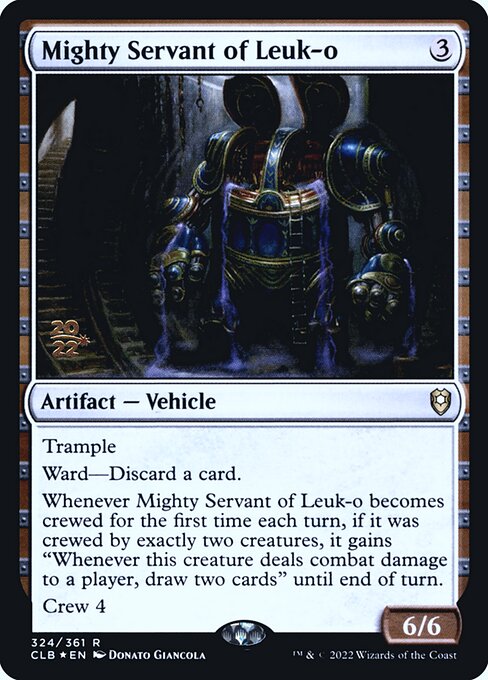 Mighty Servant of Leuk-o 3
20
22
Artifact — Vehicle
Trample
Ward—Discard a card.
Whenever Mighty Servant of Leuk-o becomes
crewed for the first time each turn, if it was
crewed by exactly two creatures, it gains
“Whenever this creature deals combat damage
to a player, draw two cards” until end of turn.
Crew 4
6/6
324/361 R
CLB ★ EN Donato Giancola
™ & © 2022 Wizards of the Coast